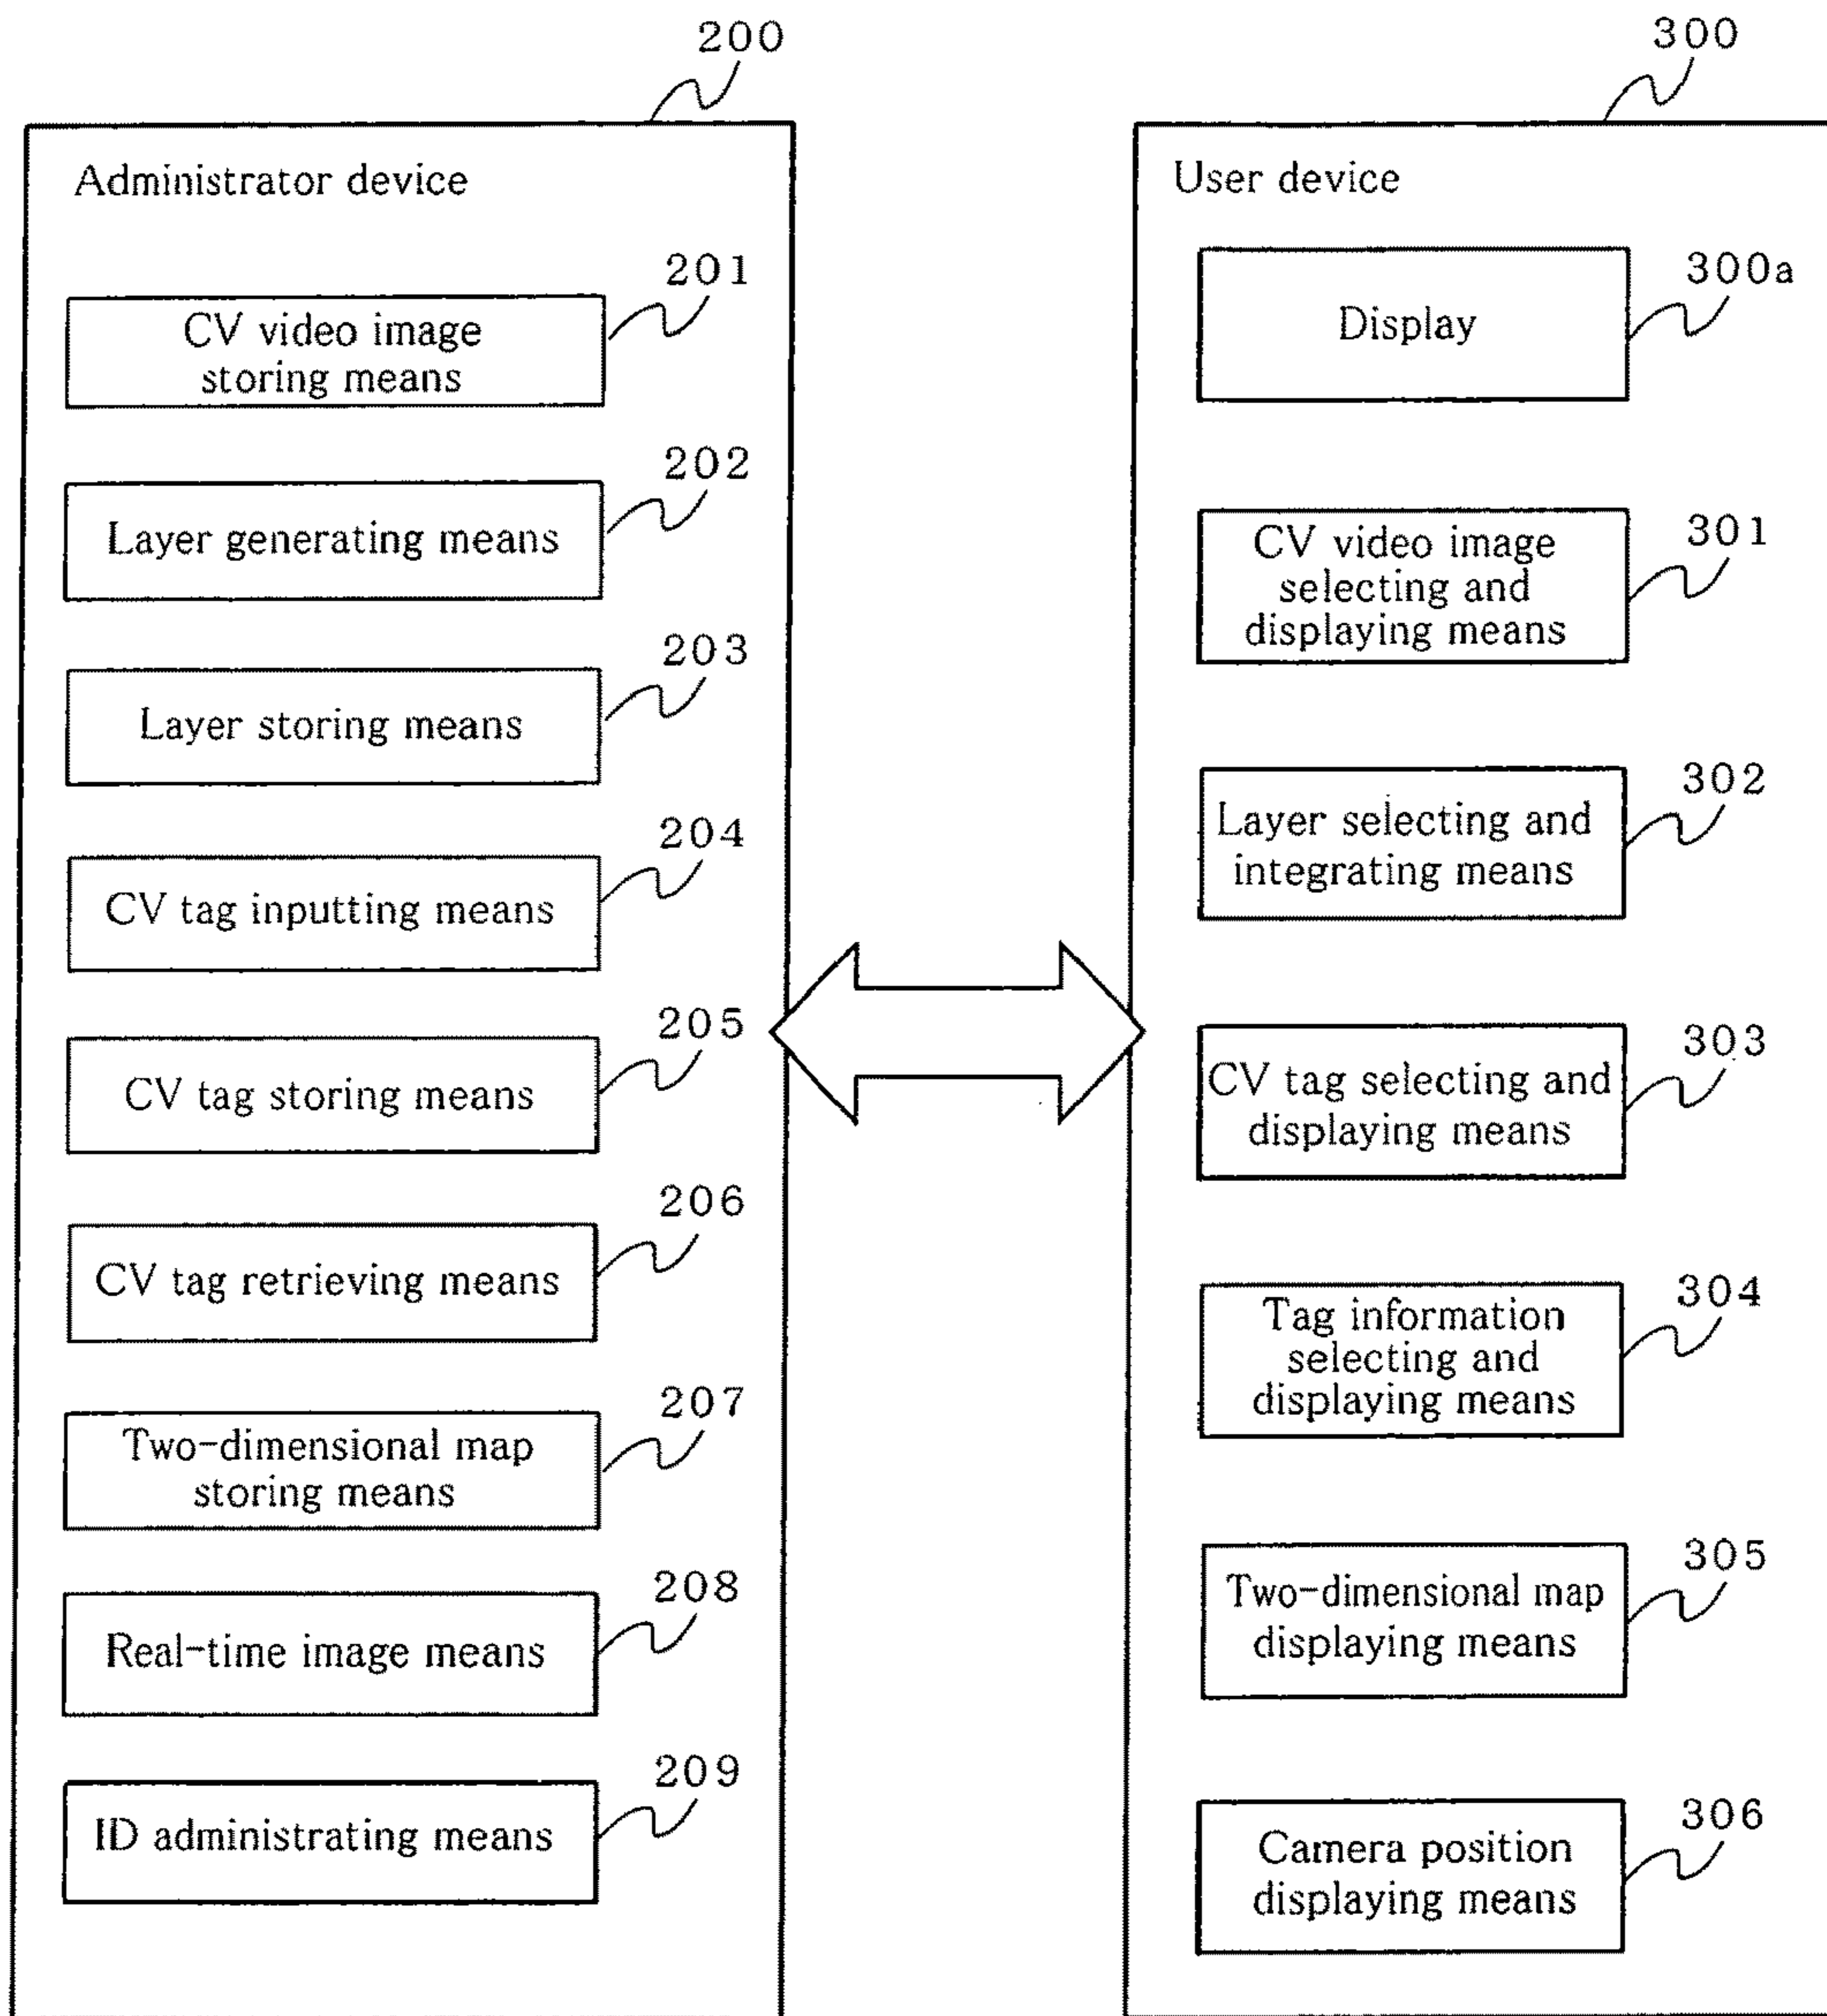 200
Administrator device
201
CV video image
storing means
202
Layer generating means
203
Layer storing means
204
CV tag inputting means
205
CV tag storing means
206
CV tag retrieving means
207
Two-dimensional map
storing means
208
Real-time image means
209
ID administrating means
300
User device
300a
Display
301
CV video image
selecting and
displaying means
302
Layer selecting and
integrating means
303
CV tag selecting and
displaying means
304
Tag information
selecting and
displaying means
305
Two-dimensional map
displaying means
306
Camera position
displaying means